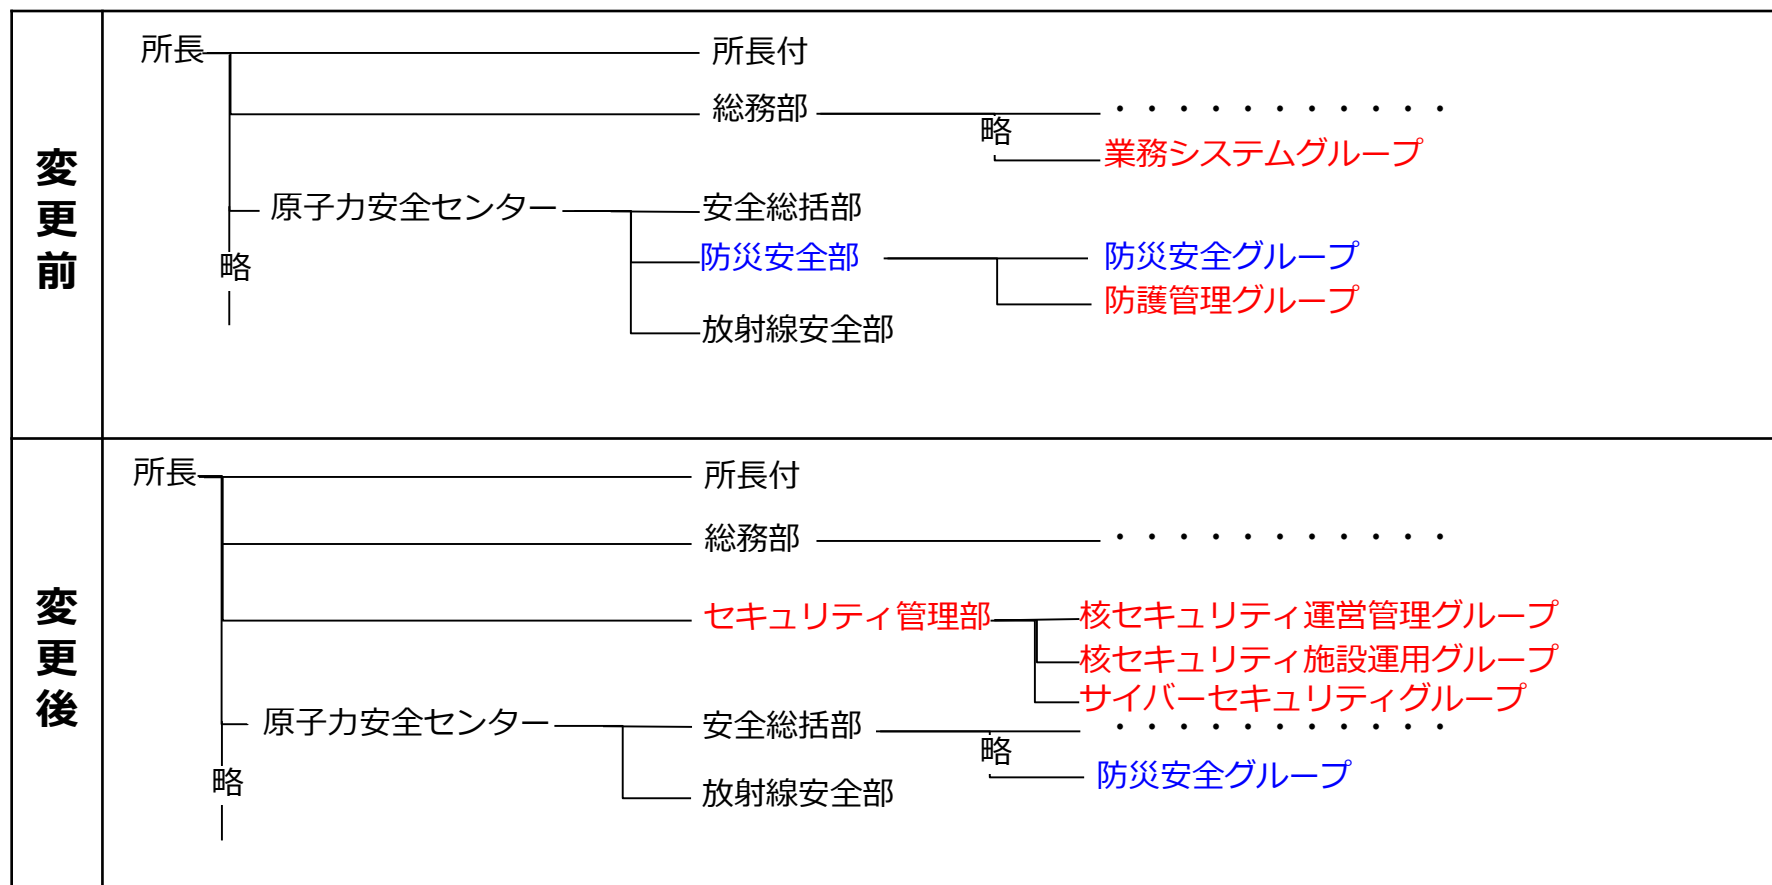 変更前
所長
所長付
総務部
・・・・・・・・・・・
略
業務システムグループ
原子力安全センター
安全総括部
防災安全部
防災安全グループ
略
防護管理グループ
放射線安全部
変更後
所長
所長付
総務部
・・・・・・・・・・・
セキュリティ管理部
核セキュリティ運営管理グループ
核セキュリティ施設運用グループ
サイバーセキュリティグループ
原子力安全センター
安全総括部
・・・・・・・・・・・
略
防災安全グループ
略
放射線安全部